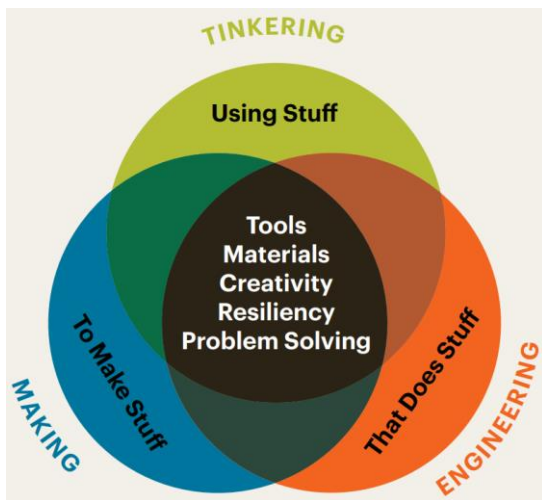 TINKERING
Using Stuff
Tools
Materials
Creativity
Resiliency
Problem Solving
To Make Stuff
That Does Stuff
MAKING
ENGINEERING